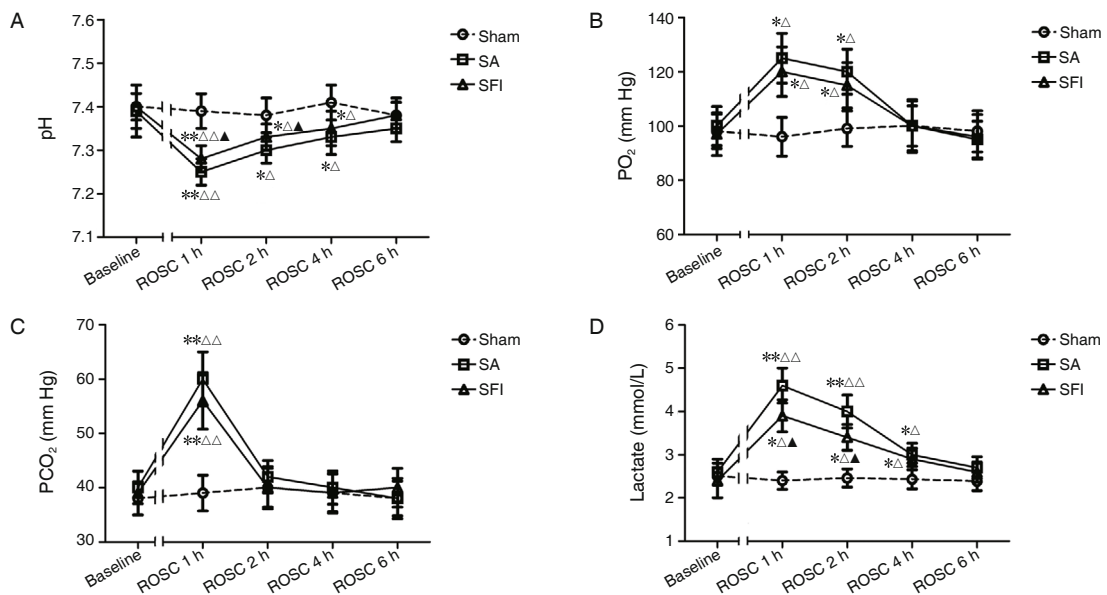 A
7.6
7.5
7.4
7.3
7.2
7.1
pH
**△△▲
**△△
*△▲
*△
*△
*△
Sham
SA
SFI
Baseline
ROSC 1 h
ROSC 2 h
ROSC 4 h
ROSC 6 h
B
140
120
100
80
60
PO₂ (mm Hg)
*△
*△
*△
*△
Sham
SA
SFI
Baseline
ROSC 1 h
ROSC 2 h
ROSC 4 h
ROSC 6 h
C
70
60
50
40
30
PCO₂ (mm Hg)
**△△
**△△
Sham
SA
SFI
Baseline
ROSC 1 h
ROSC 2 h
ROSC 4 h
ROSC 6 h
D
6
5
4
3
2
1
Lactate (mmol/L)
**△△
**△△
*△
*△▲
*△▲
*△
Sham
SA
SFI
Baseline
ROSC 1 h
ROSC 2 h
ROSC 4 h
ROSC 6 h